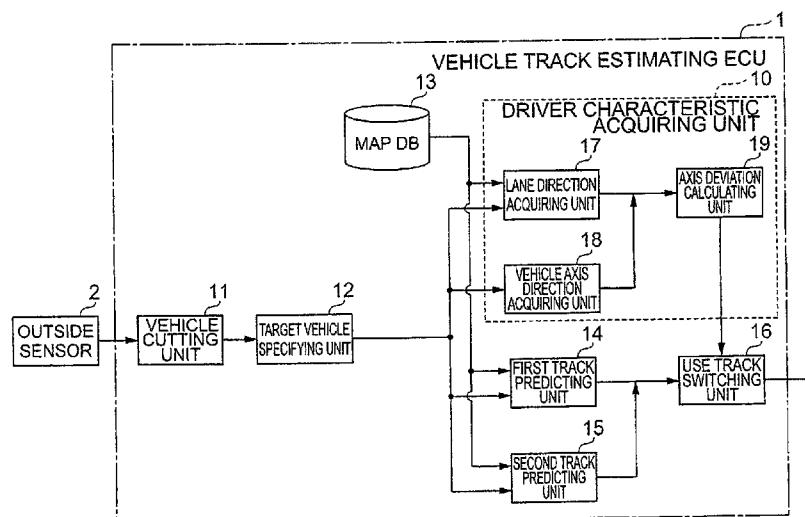 1
VEHICLE TRACK ESTIMATING ECU
10
DRIVER CHARACTERISTIC
ACQUIRING UNIT
13
MAP DB
17
LANE DIRECTION
ACQUIRING UNIT
19
AXIS DEVIATION
CALCULATING
UNIT
18
VEHICLE AXIS
DIRECTION
ACQUIRING UNIT
2
OUTSIDE
SENSOR
11
VEHICLE
CUTTING
UNIT
12
TARGET VEHICLE
SPECIFYING UNIT
14
FIRST TRACK
PREDICTING
UNIT
16
USE TRACK
SWITCHING
UNIT
15
SECOND TRACK
PREDICTING
UNIT